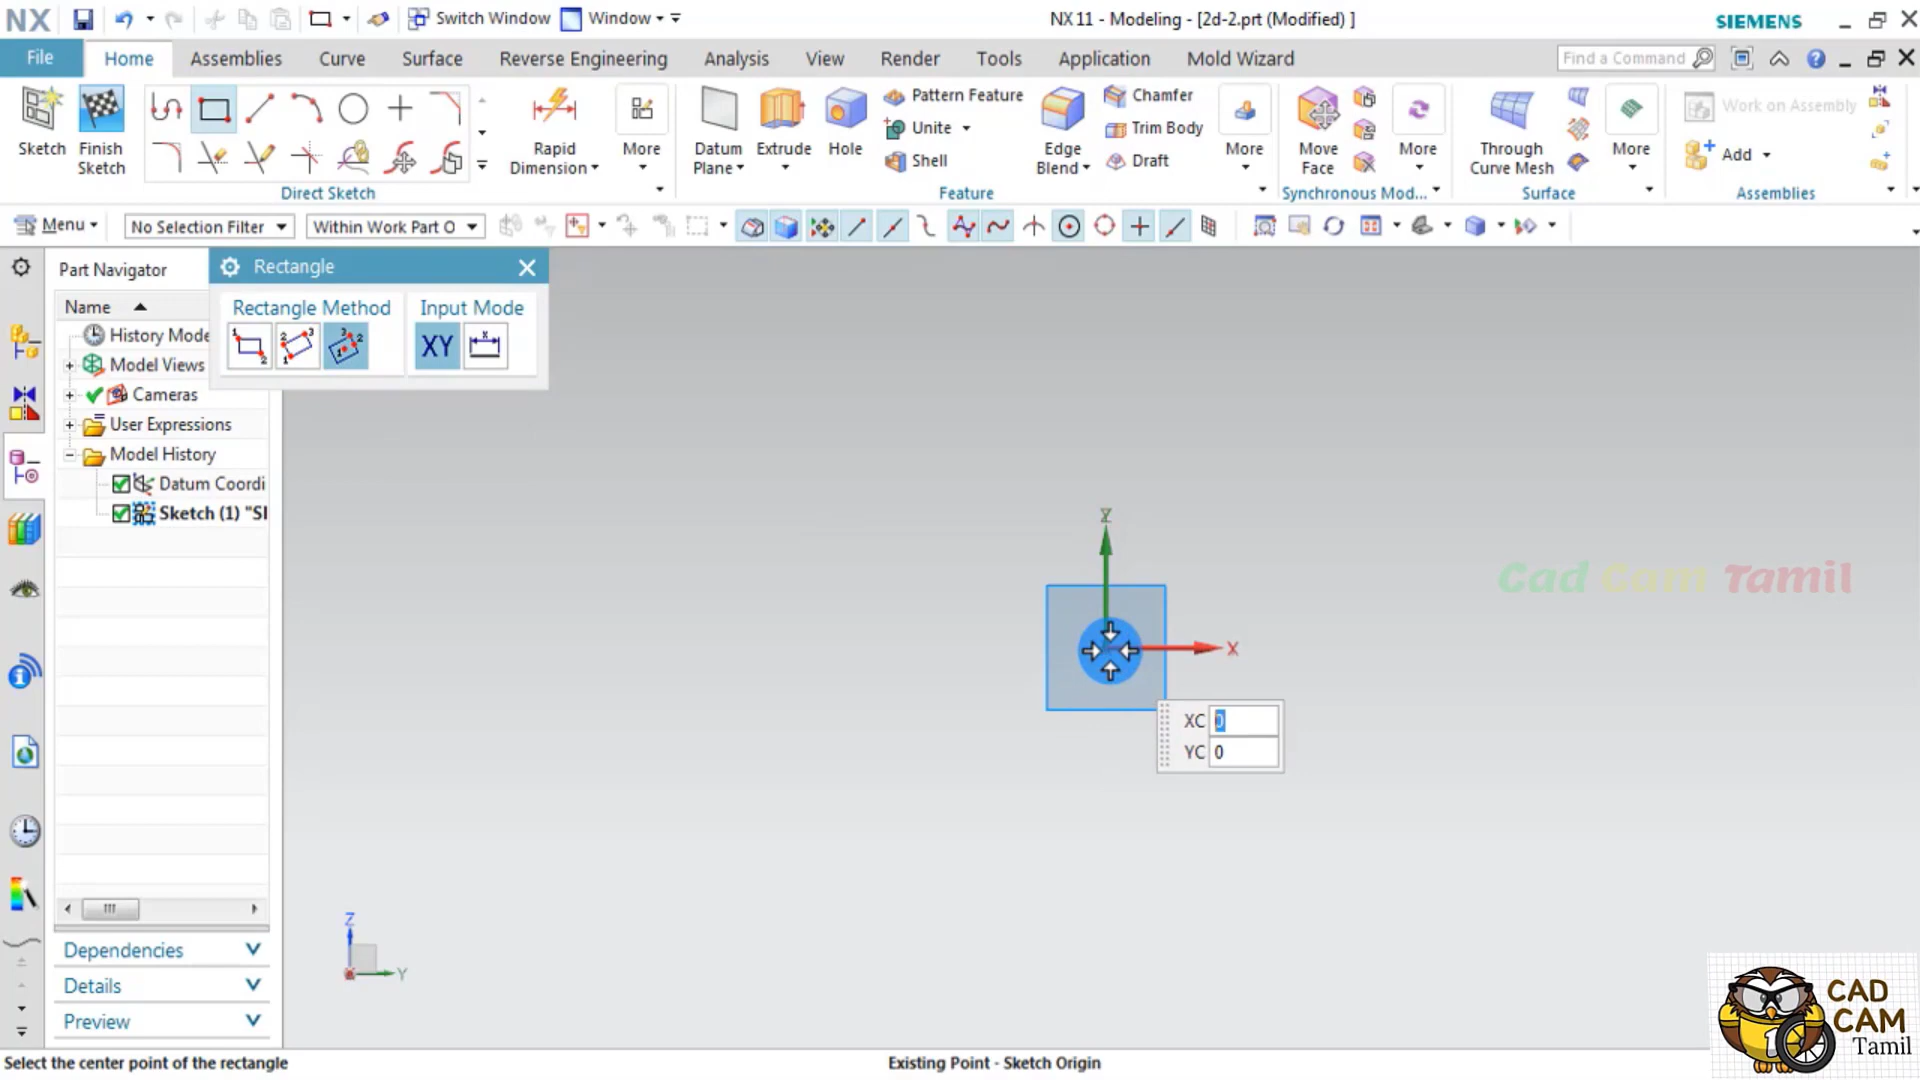 NX
Switch Window
Window
NX 11 - Modeling - [2d-2.prt (Modified) ]
SIEMENS
File
Home
Assemblies
Curve
Surface
Reverse Engineering
Analysis
View
Render
Tools
Application
Mold Wizard
Find a Command
Sketch
Finish Sketch
Direct Sketch
Rapid Dimension
More
Datum Plane
Extrude
Hole
Pattern Feature
Unite
Shell
Edge Blend
Chamfer
Trim Body
Draft
More
Feature
Move Face
More
Synchronous Mod...
Through Curve Mesh
More
Surface
Work on Assembly
Add
Assemblies
Menu
No Selection Filter
Within Work Part O
Part Navigator
Name
History Mode
Model Views
Cameras
User Expressions
Model History
Datum Coordi
Sketch (1) "SI
Rectangle
Rectangle Method
Input Mode
XY
Y
X
XC 0
YC 0
Cad Cam Tamil
Z
Y
Dependencies
Details
Preview
Select the center point of the rectangle
Existing Point - Sketch Origin
CAD
CAM
Tamil